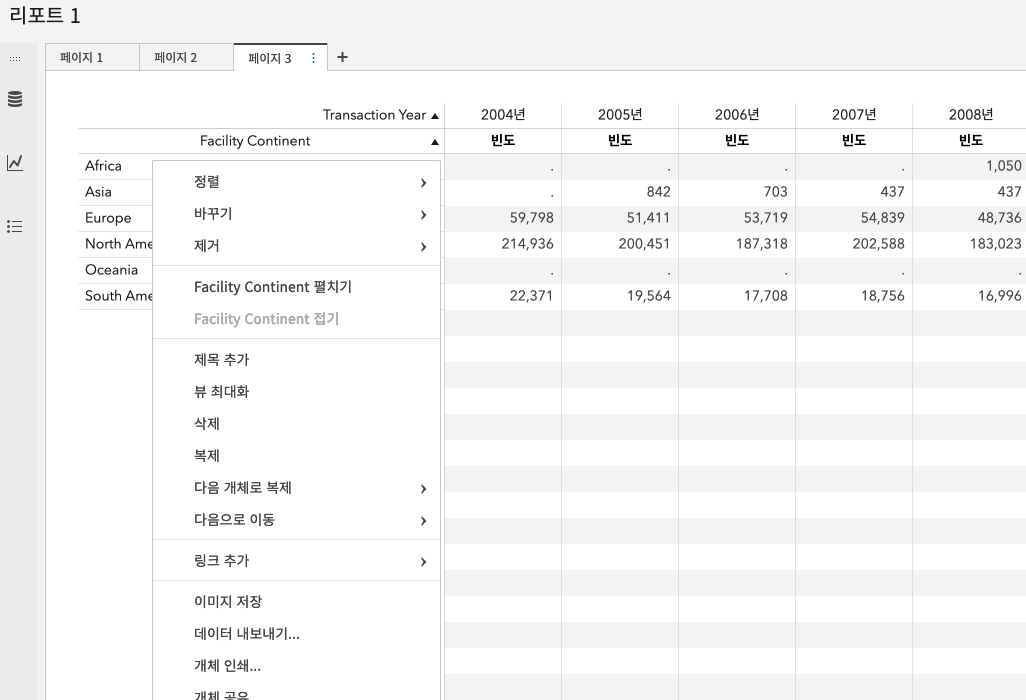 리포트 1
페이지 1 페이지 2 페이지 3
Transaction Year 2004년 2005년 2006년 2007년 2008년
Facility Continent 빈도 빈도 빈도 빈도 빈도
Africa . . . . 1,050
Asia . 842 703 437 437
Europe 59,798 51,411 53,719 54,839 48,736
North Ame 214,936 200,451 187,318 202,588 183,023
Oceania . . . . .
South Ame 22,371 19,564 17,708 18,756 16,996
정렬
바꾸기
제거
Facility Continent 펼치기
Facility Continent 접기
제목 추가
뷰 최대화
삭제
복제
다음 개체로 복제
다음으로 이동
링크 추가
이미지 저장
데이터 내보내기...
개체 인쇄...
개체 공유